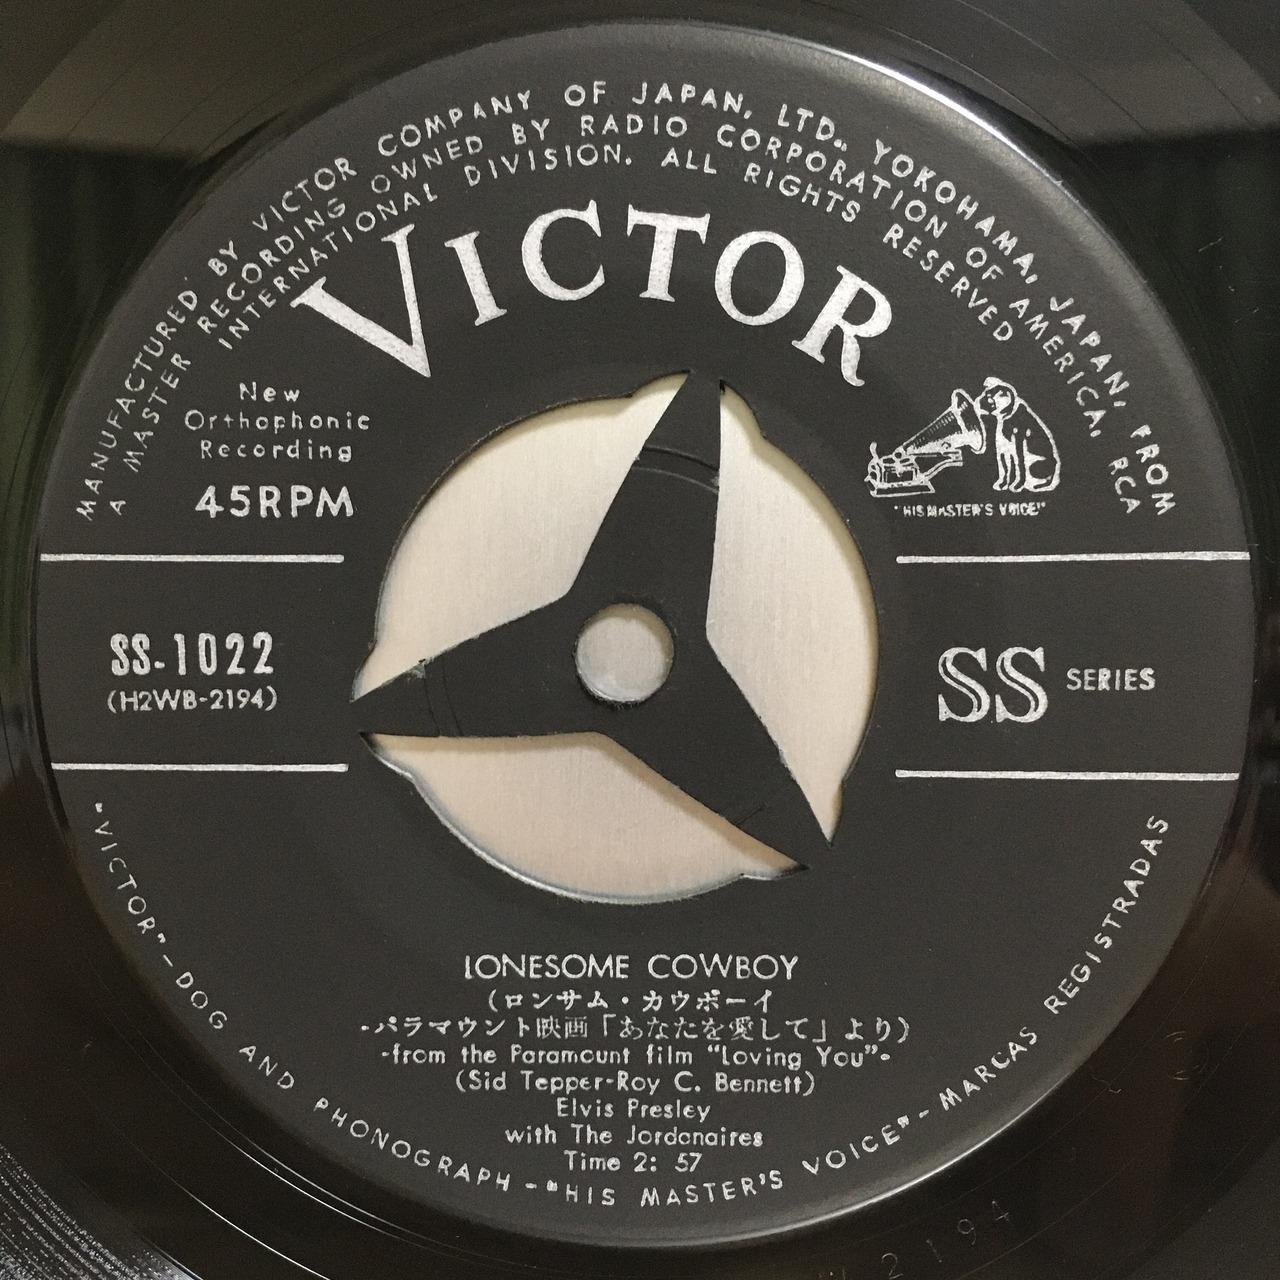 MANUFACTURED BY VICTOR COMPANY OF JAPAN, LTD., YOKOHAMA, JAPAN, FROM
A MASTER RECORDING OWNED BY RADIO CORPORATION OF AMERICA, RCA
INTERNATIONAL DIVISION. ALL RIGHTS RESERVED
VICTOR
New
Orthophonic
Recording
45RPM
"HIS MASTER'S VOICE"
SS-1022
(H2WB-2194)
SS SERIES
LONESOME COWBOY
(ロンサム・カウボーイ
-パラマウント映画「あなたを愛して」より)
-from the Paramount film "Loving You"-
(Sid Tepper-Roy C. Bennett)
Elvis Presley
with The Jordanaires
Time 2: 57
"VICTOR"-DOG AND PHONOGRAPH-"HIS MASTER'S VOICE"-MARCAS REGISTRADAS
2194